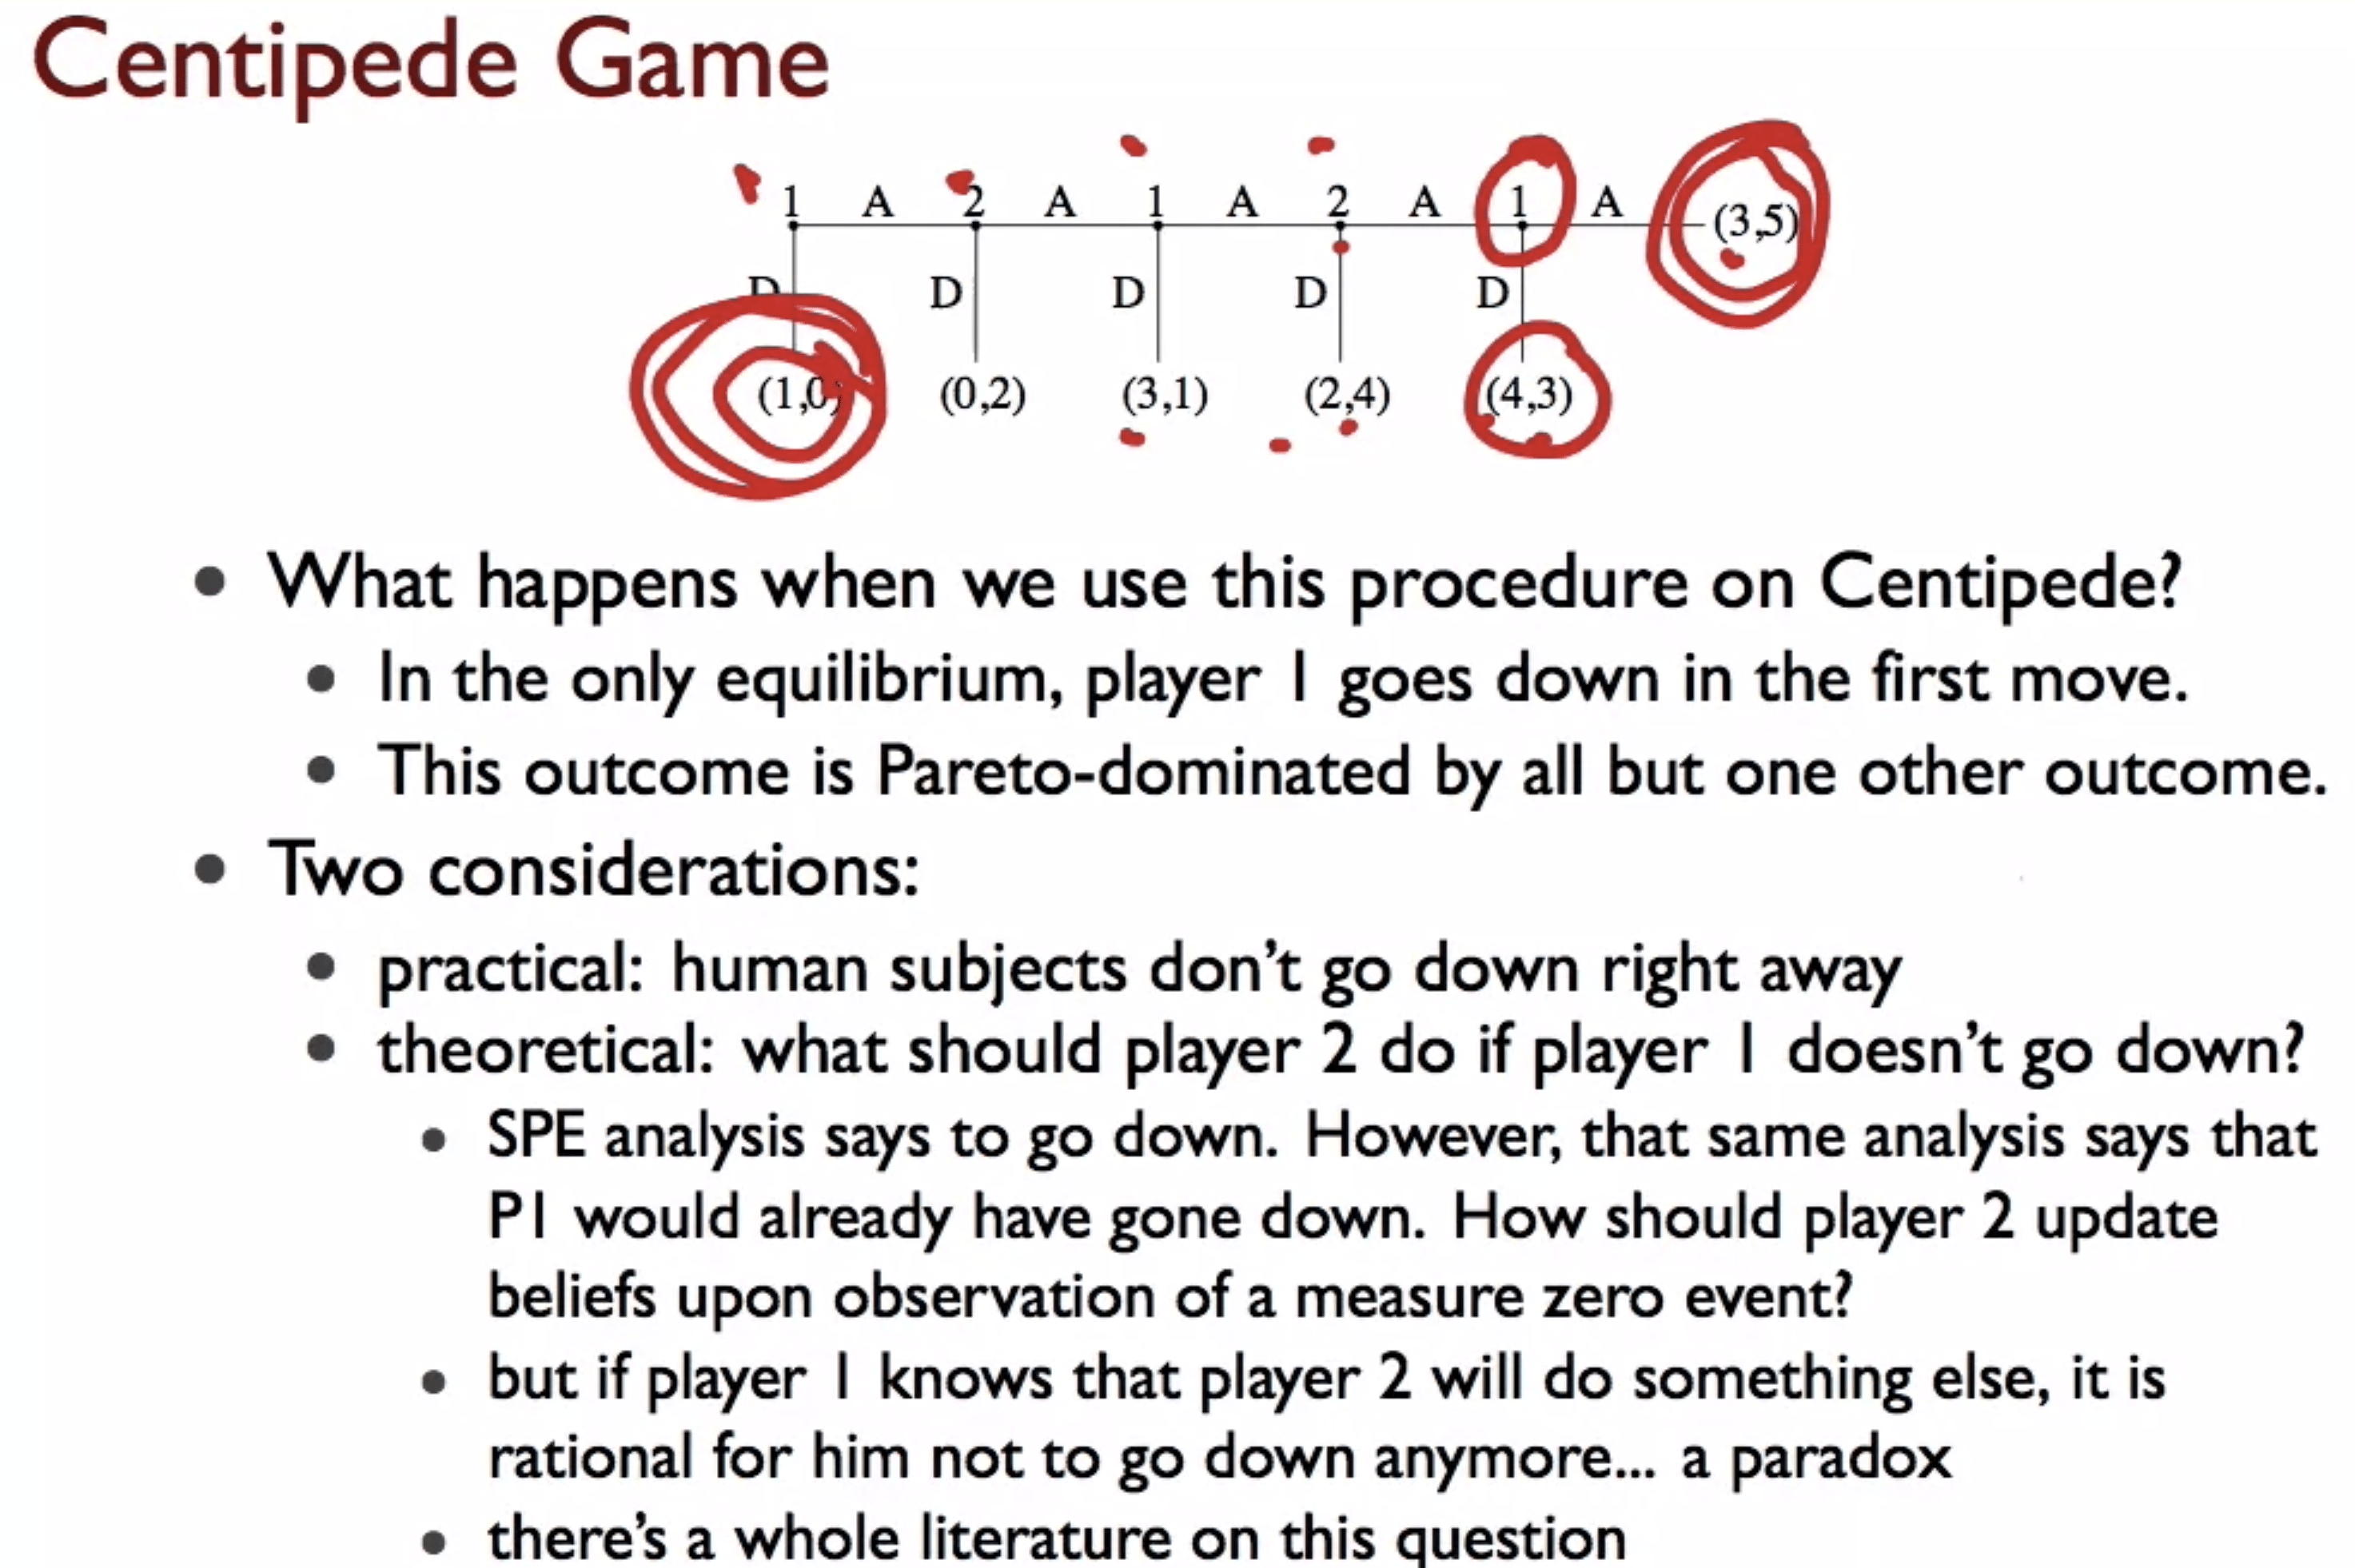 Centipede Game
1 A 2 A 1 A 2 A 1 A (3,5)
D D D D D
(1,0) (0,2) (3,1) (2,4) (4,3)
• What happens when we use this procedure on Centipede?
• In the only equilibrium, player 1 goes down in the first move.
• This outcome is Pareto-dominated by all but one other outcome.
• Two considerations:
• practical: human subjects don't go down right away
• theoretical: what should player 2 do if player 1 doesn't go down?
• SPE analysis says to go down. However, that same analysis says that
P1 would already have gone down. How should player 2 update
beliefs upon observation of a measure zero event?
• but if player 1 knows that player 2 will do something else, it is
rational for him not to go down anymore... a paradox
• there's a whole literature on this question